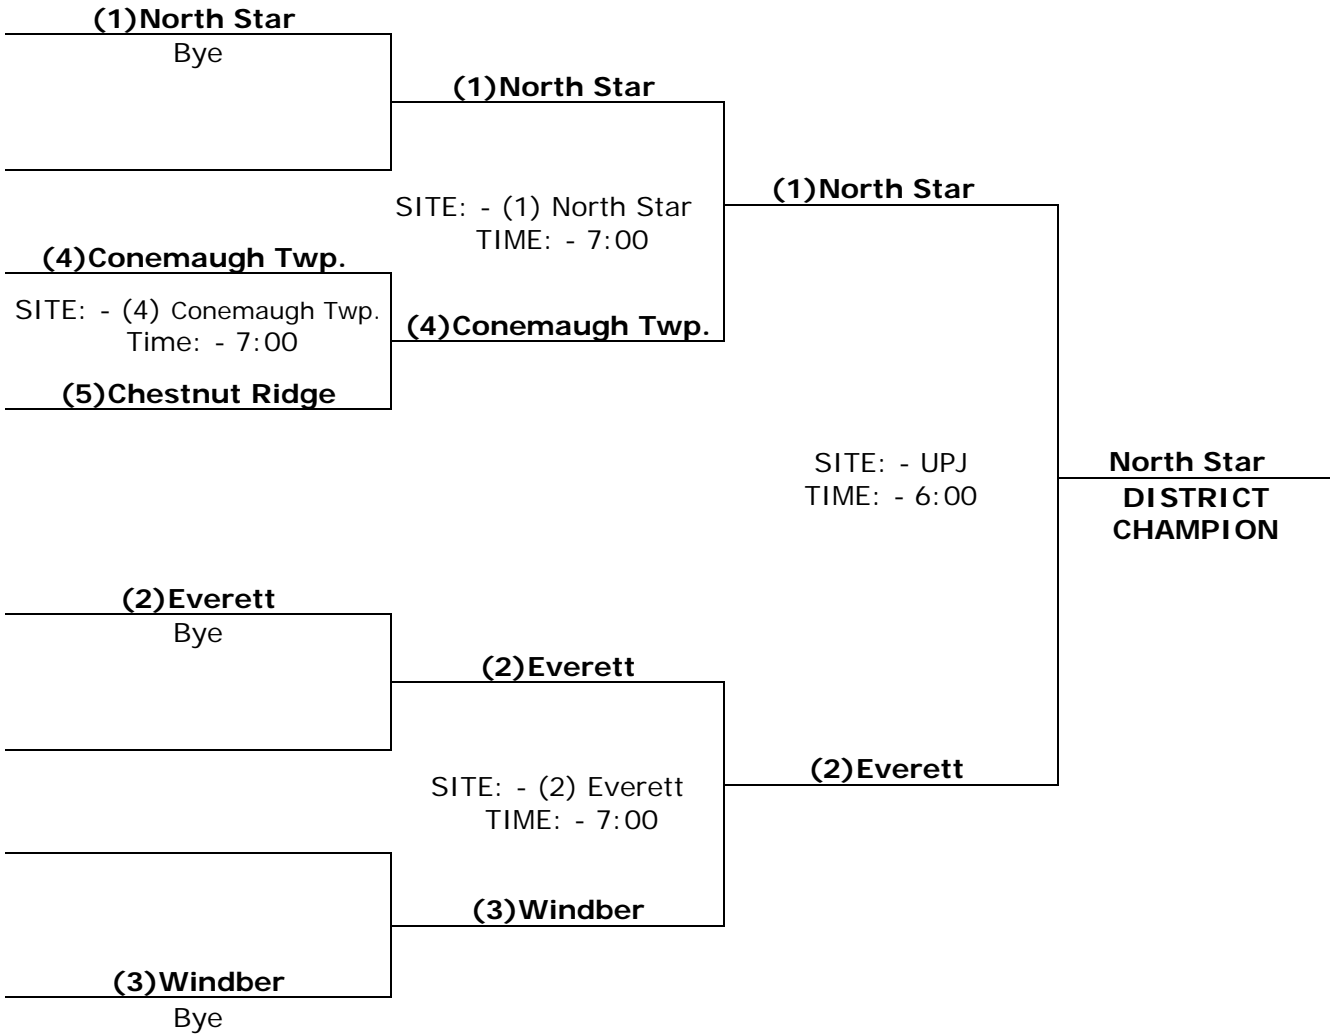 (1)North Star
Bye
(1)North Star
(1)North Star
SITE: - (1) North Star
TIME: - 7:00
(4)Conemaugh Twp.
SITE: - (4) Conemaugh Twp.
Time: - 7:00
(4)Conemaugh Twp.
(5)Chestnut Ridge
SITE: - UPJ
TIME: - 6:00
North Star
DISTRICT
CHAMPION
(2)Everett
Bye
(2)Everett
(2)Everett
SITE: - (2) Everett
TIME: - 7:00
(3)Windber
(3)Windber
Bye